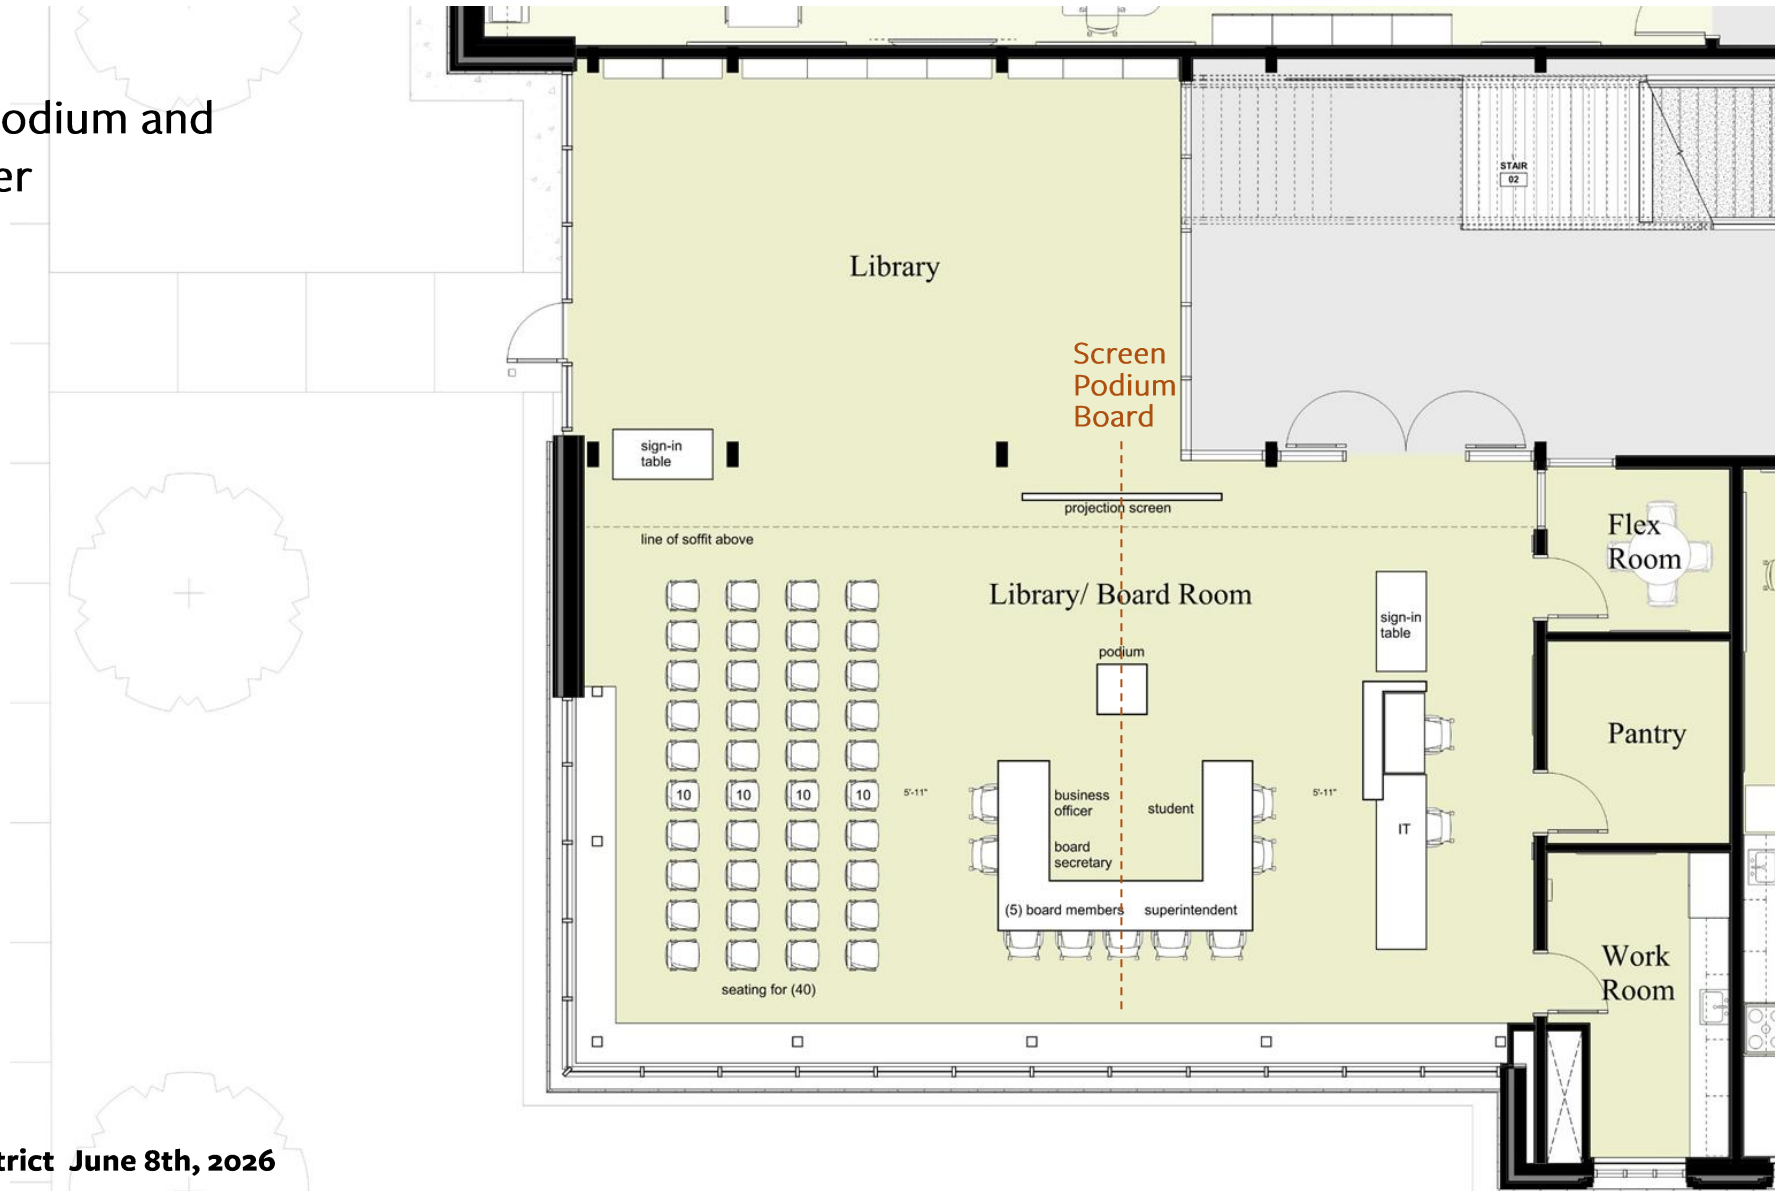 odium and
er
STAIR
02
Library
Screen
Podium
Board
sign-in
table
projection screen
line of soffit above
Flex
Room
Library/ Board Room
sign-in
table
podium
Pantry
10 10 10 10
5'-11"
business
officer
student
5'-11"
IT
board
secretary
(5) board members superintendent
Work
Room
seating for (40)
trict June 8th, 2026